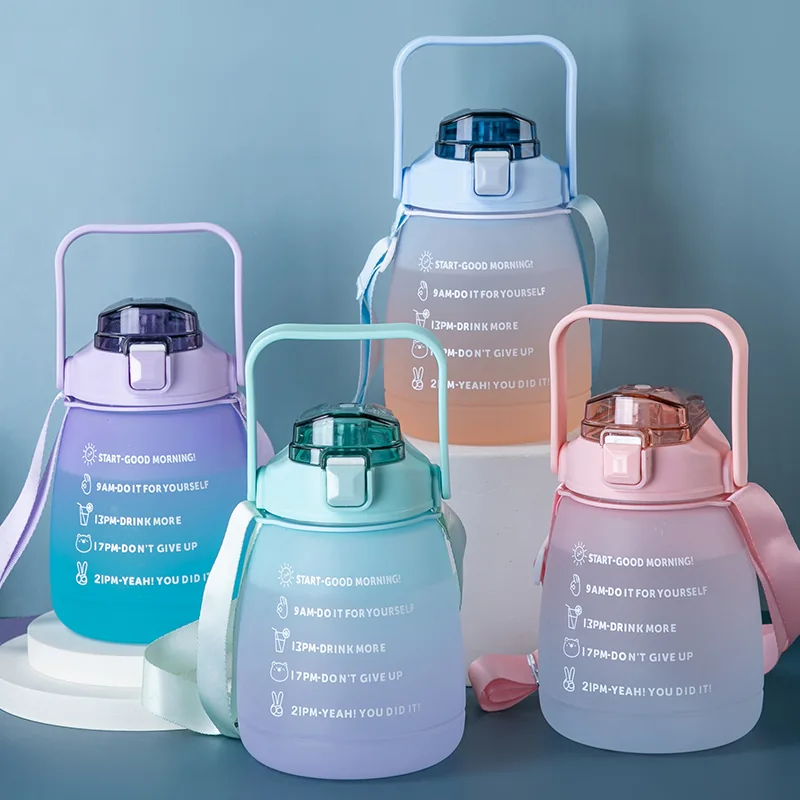 START-GOOD MORNING!
9AM-DO IT FOR YOURSELF
13PM-DRINK MORE
PM-DON'T GIVE UP
21PM-YEAH! YOU DID IT!
START-GOOD MORNING!
9AM-DO IT FOR YOURSELF
13PM-DRINK MORE
17PM-DON'T GIVE UP
21PM-YEAH! YOU DID IT
START-GOOD MORNING!
9AM-DO IT FOR YOURSELF
13PM-DRINK MORE
17PM-DON'T GIVE UP
21PM-YEAH! YOU DID IT!
START-GOOD MORNING!
9AM-DO IT FOR YOURSELF
13PM-DRINK MORE
17PM-DON'T GIVE UP
21PM-YEAH! YOU DID IT!